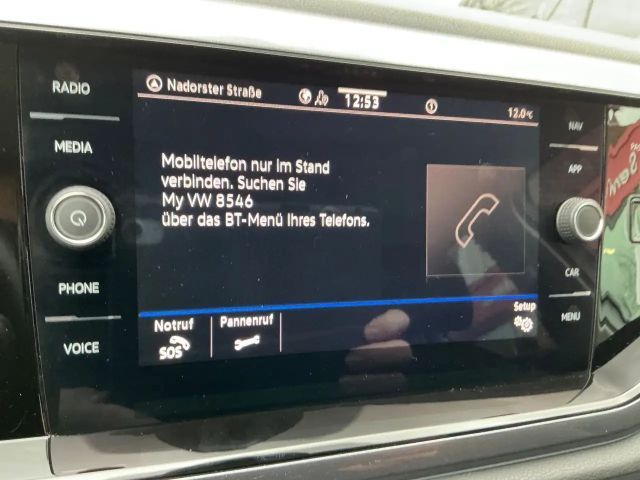 RADIO
MEDIA
PHONE
VOICE
Nadorster Straße
12:53
12.0°C
Mobiltelefon nur im Stand
verbinden. Suchen Sie
My VW 8546
über das BT-Menü Ihres Telefons.
Notruf
SOS
Pannenruf
Setup
NAV
APP
CAR
MENU